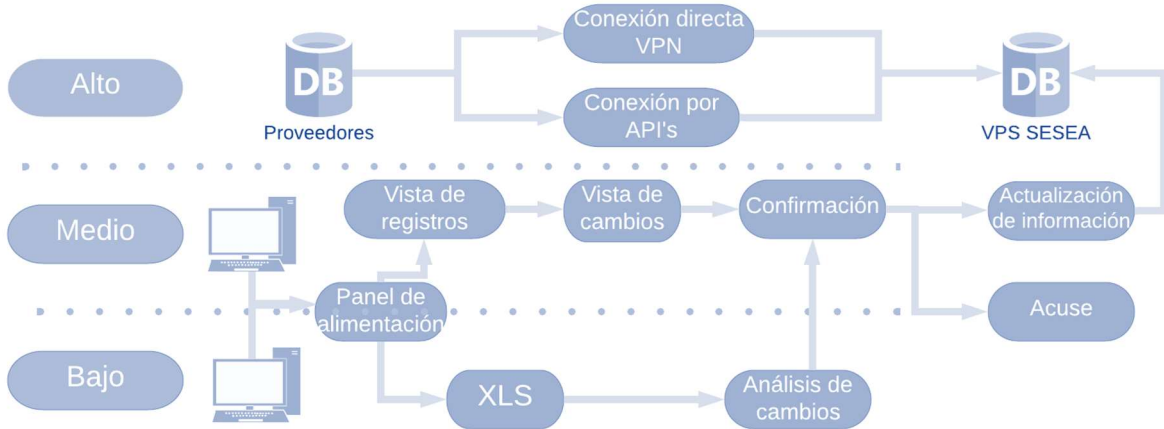 Alto
DB
Proveedores
Conexión directa
VPN
Conexión por
API's
DB
VPS SESEA
Medio
Vista de
registros
Vista de
cambios
Confirmación
Actualización
de información
Panel de
alimentación
Acuse
Bajo
XLS
Análisis de
cambios